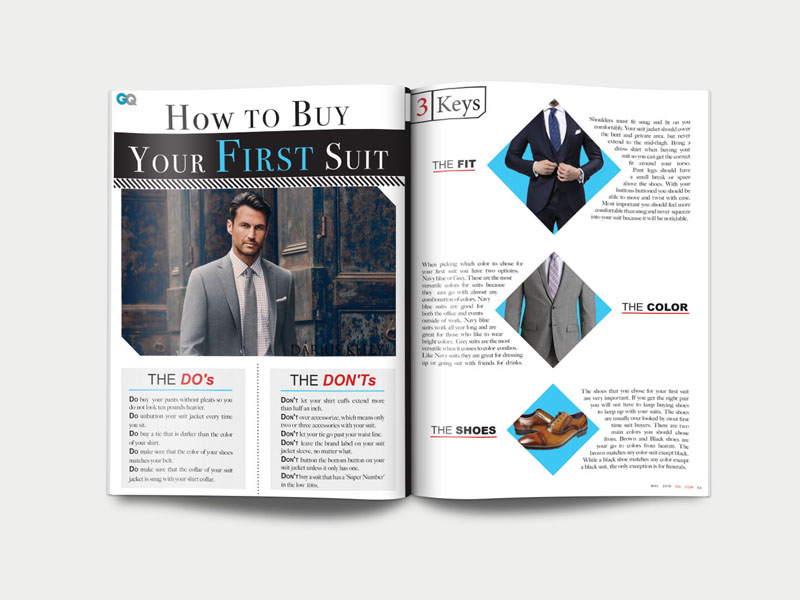 GQ
HOW TO BUY
YOUR FIRST SUIT
THE DO's
Do buy your pants without pleats so you
do not look ten pounds heavier.
Do unbutton your suit jacket every time
you sit.
Do buy a tie that is darker than the color
of your shirt.
Do make sure that the color of your shoes
matches your belt.
Do make sure that the collar of your suit
jacket is snug with your shirt collar.
THE DON'Ts
Don't let your shirt cuffs extend more
than half an inch.
Don't over accessorize, which means only
two or three accessories with your suit.
Don't let your tie go past your waist line.
Don't leave the brand label on your
jacket sleeve, no matter what.
Don't button the bottom button on your
suit jacket unless it only has one.
Don't buy a suit that has a 'Super Number'
in the low 100s.
3 Keys
THE FIT
Shoulders must fit snug and fit on you
comfortably. Your suit jacket should cover
the butt and private area, but never
extend to the mid-thigh. Bring a
dress shirt when buying your
suit so you can get the correct
fit around your torso.
Pant legs should have
a small break or space
above the shoes. With your
buttons buttoned you should be
able to move and twist with ease.
Most important you should feel more
comfortable than snug and never squeeze
into your suit because it will be noticable.
When picking which color to chose for
your first suit you have two options,
Navy blue or Grey. These are the most
versatile colors for suits because
they can go with almost any
combonation of colors. Navy
blue suits are good for
both the office and events
outside of work. Navy blue
suits work all year long and are
great for those who like to wear
bright colors. Grey suits are the most
versatile when it comes to color combos.
Like Navy suits they are great for dressing
up or going out with friends for drinks.
THE COLOR
THE SHOES
The shoes that you chose for your first suit
are very important. If you get the right pair
you will not have to keep buying shoes
to keep up with your suits. The shoes
are usually over looked by most first
time suit buyers. There are two
main colors you should chose
from, Brown and Black shoes are
your go to colors from heaven. The
brown matches any color suit except black.
While a black shoe matches any color except
a black suit, the only exception is for funerals.